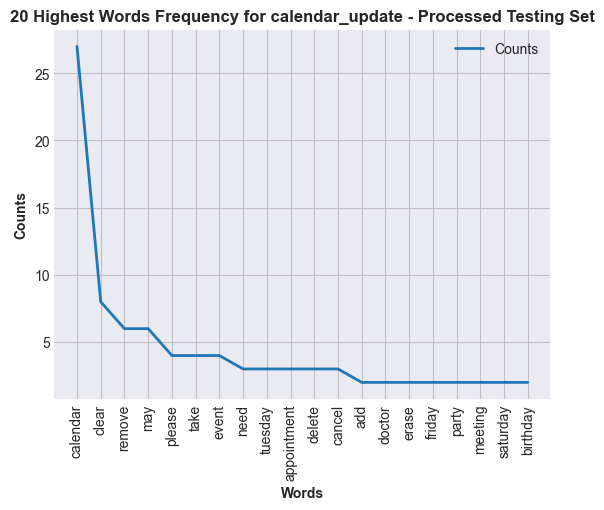 20 Highest Words Frequency for calendar_update - Processed Testing Set
Counts
25
20
15
10
5
Counts
calendar
clear
remove
may
please
take
event
need
tuesday
appointment
delete
cancel
add
doctor
erase
friday
party
meeting
saturday
birthday
Words